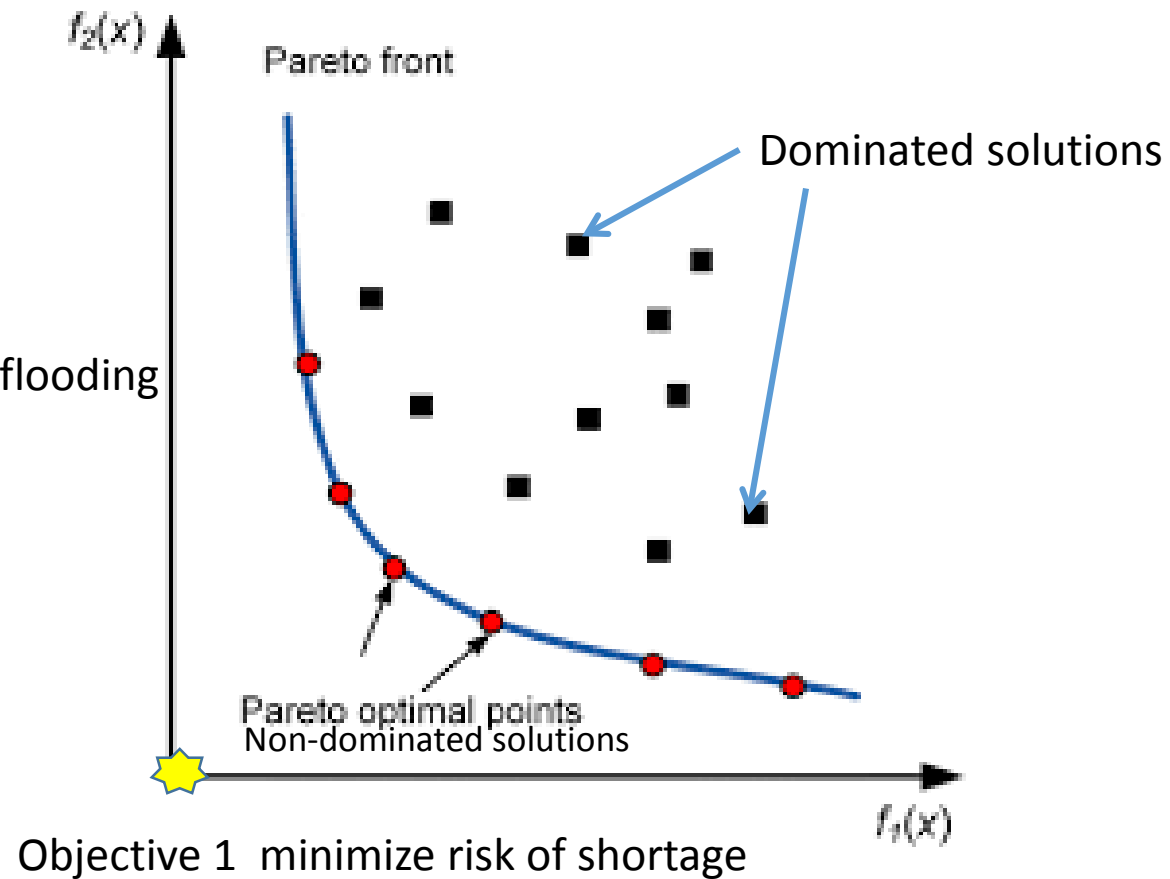 f2(x)
Pareto front
Dominated solutions
flooding
Pareto optimal points
Non-dominated solutions
f1(x)
Objective 1 minimize risk of shortage